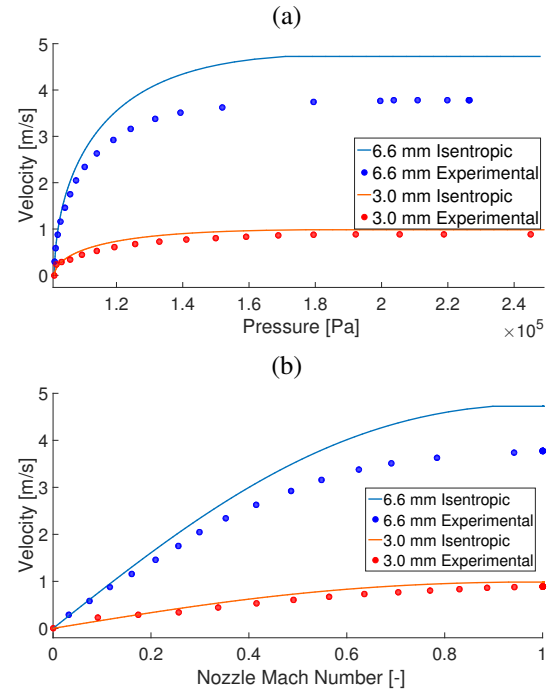 (a)
5
4
3
2
1
0
Velocity [m/s]
6.6 mm Isentropic
6.6 mm Experimental
3.0 mm Isentropic
3.0 mm Experimental
1.2 1.4 1.6 1.8 2 2.2 2.4
Pressure [Pa]
×10⁵
(b)
5
4
3
2
1
0
Velocity [m/s]
6.6 mm Isentropic
6.6 mm Experimental
3.0 mm Isentropic
3.0 mm Experimental
0 0.2 0.4 0.6 0.8 1
Nozzle Mach Number [-]